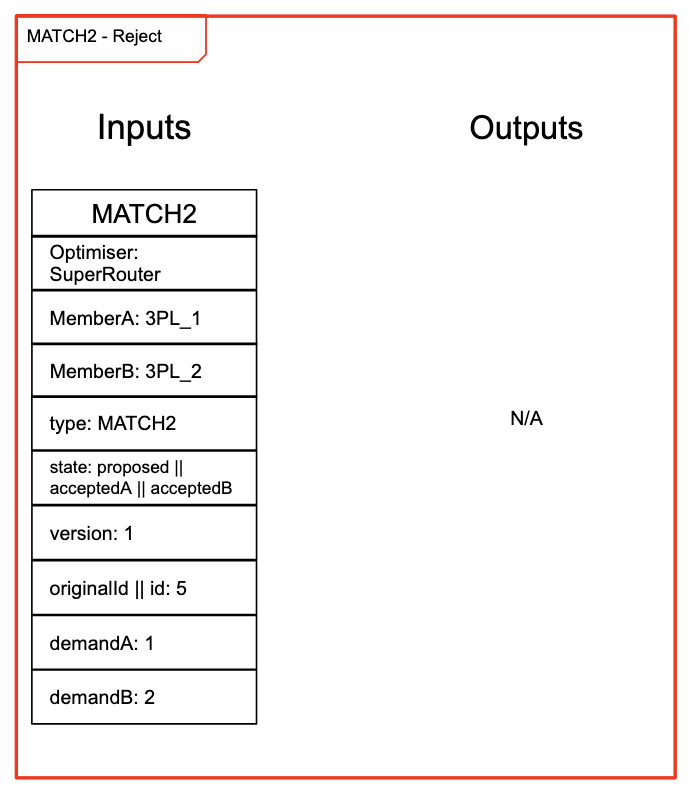 MATCH2 - Reject
Inputs
Outputs
MATCH2
Optimiser:
SuperRouter
MemberA: 3PL_1
MemberB: 3PL_2
type: MATCH2
N/A
state: proposed ||
acceptedA || acceptedB
version: 1
originalId || id: 5
demandA: 1
demandB: 2